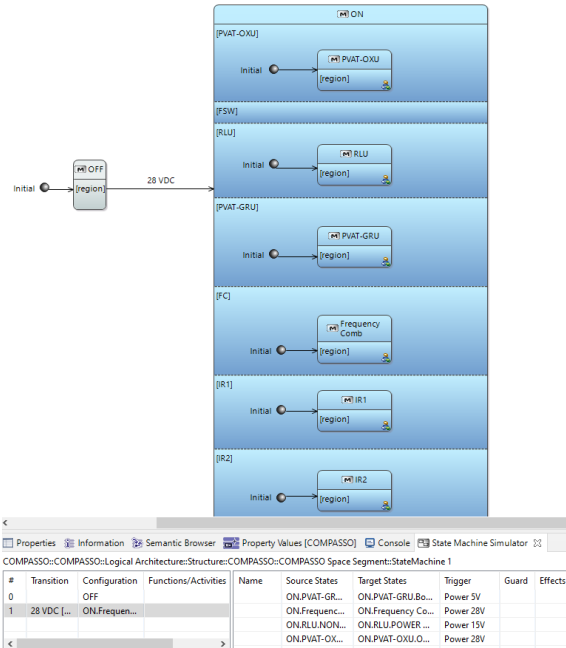 ON
[PVAT-OXU]
PVAT-OXU
Initial
[region]
[FSW]
[RLU]
RLU
Initial
[region]
OFF
28 VDC
Initial
[region]
[PVAT-GRU]
PVAT-GRU
Initial
[region]
[FC]
Frequency
Comb
Initial
[region]
[IR1]
IR1
Initial
[region]
[IR2]
IR2
Initial
[region]
Properties Information Semantic Browser Property Values [COMPASSO] Console State Machine Simulator
COMPASSO::COMPASSO::Logical Architecture::Structure::COMPASSO::COMPASSO Space Segment::StateMachine 1
# Transition Configuration Functions/Activities Name Source States Target States Trigger Guard Effects
0 OFF ON.PVAT-GR... ON.PVAT-GRU.Bo... Power 5V
1 28 VDC [... ON.Frequen... ON.Frequenc... ON.Frequency Co... Power 28V
ON.RLU.NON... ON.RLU.POWER ... Power 15V
ON.PVAT-OX... ON.PVAT-OXU.O... Power 28V